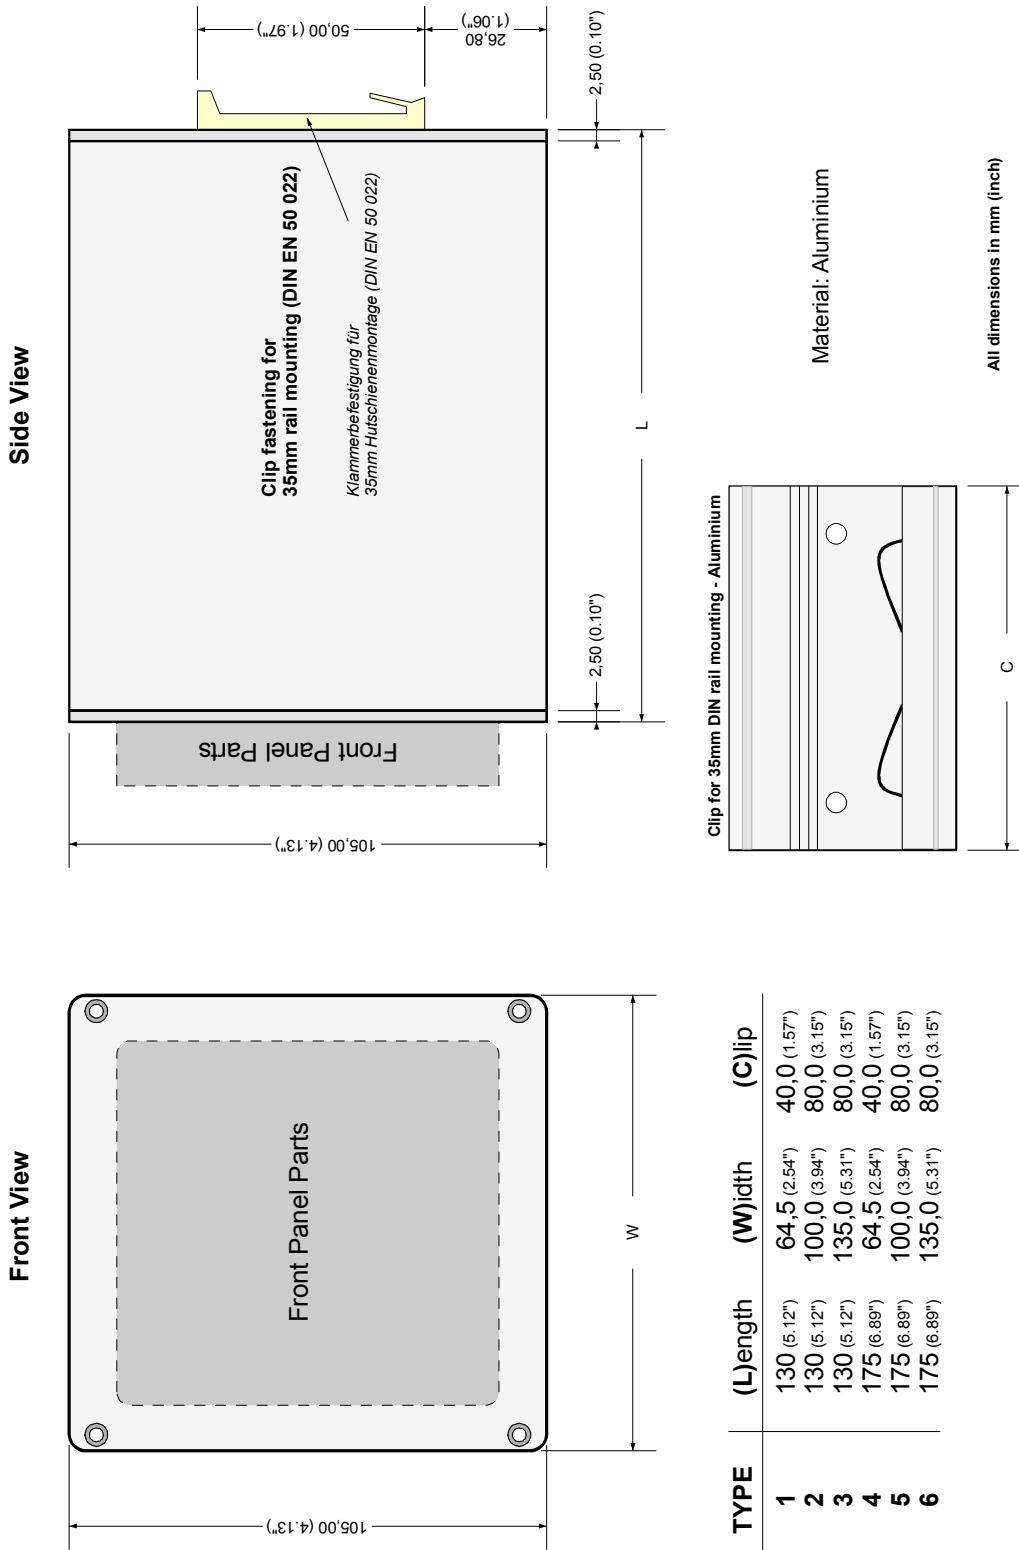 Front View
105,00 (4.13")
Front Panel Parts
W
Side View
105,00 (4.13")
Front Panel Parts
Clip fastening for
35mm rail mounting (DIN EN 50 022)
Klammerbefestigung für
35mm Hutschienenmontage (DIN EN 50 022)
50,00 (1.97")
26,80
(1.06")
2,50 (0.10")
2,50 (0.10")
L
TYPE (L)ength (W)idth (C)lip
1 130 (5.12") 64,5 (2.54") 40,0 (1.57")
2 130 (5.12") 100,0 (3.94") 80,0 (3.15")
3 130 (5.12") 135,0 (5.31") 80,0 (3.15")
4 175 (6.89") 64,5 (2.54") 40,0 (1.57")
5 175 (6.89") 100,0 (3.94") 80,0 (3.15")
6 175 (6.89") 135,0 (5.31") 80,0 (3.15")
Clip for 35mm DIN rail mounting - Aluminium
C
Material: Aluminium
All dimensions in mm (inch)